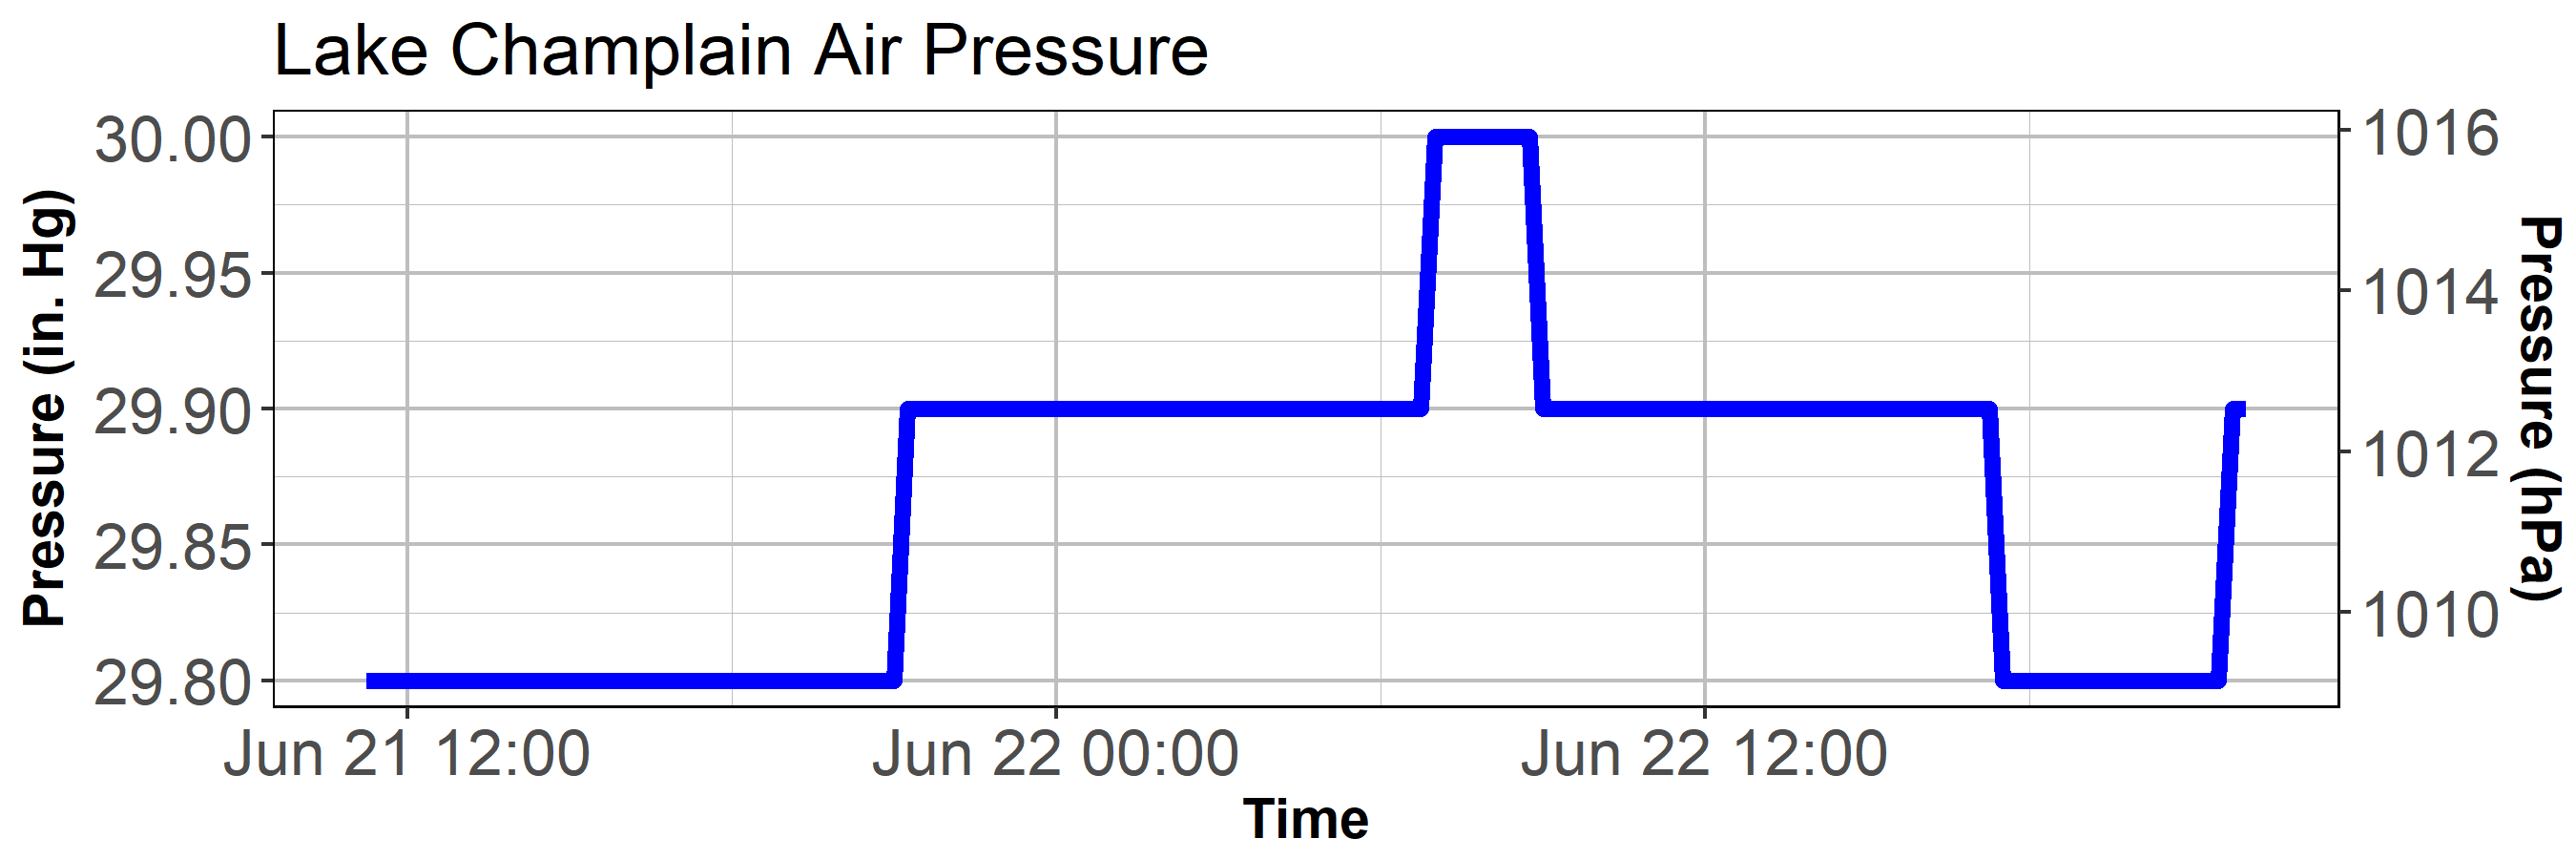 Lake Champlain Air Pressure
30.00
29.95
29.90
29.85
29.80
Pressure (in. Hg)
1016
1014
1012
1010
Pressure (hPa)
Jun 21 12:00
Jun 22 00:00
Jun 22 12:00
Time